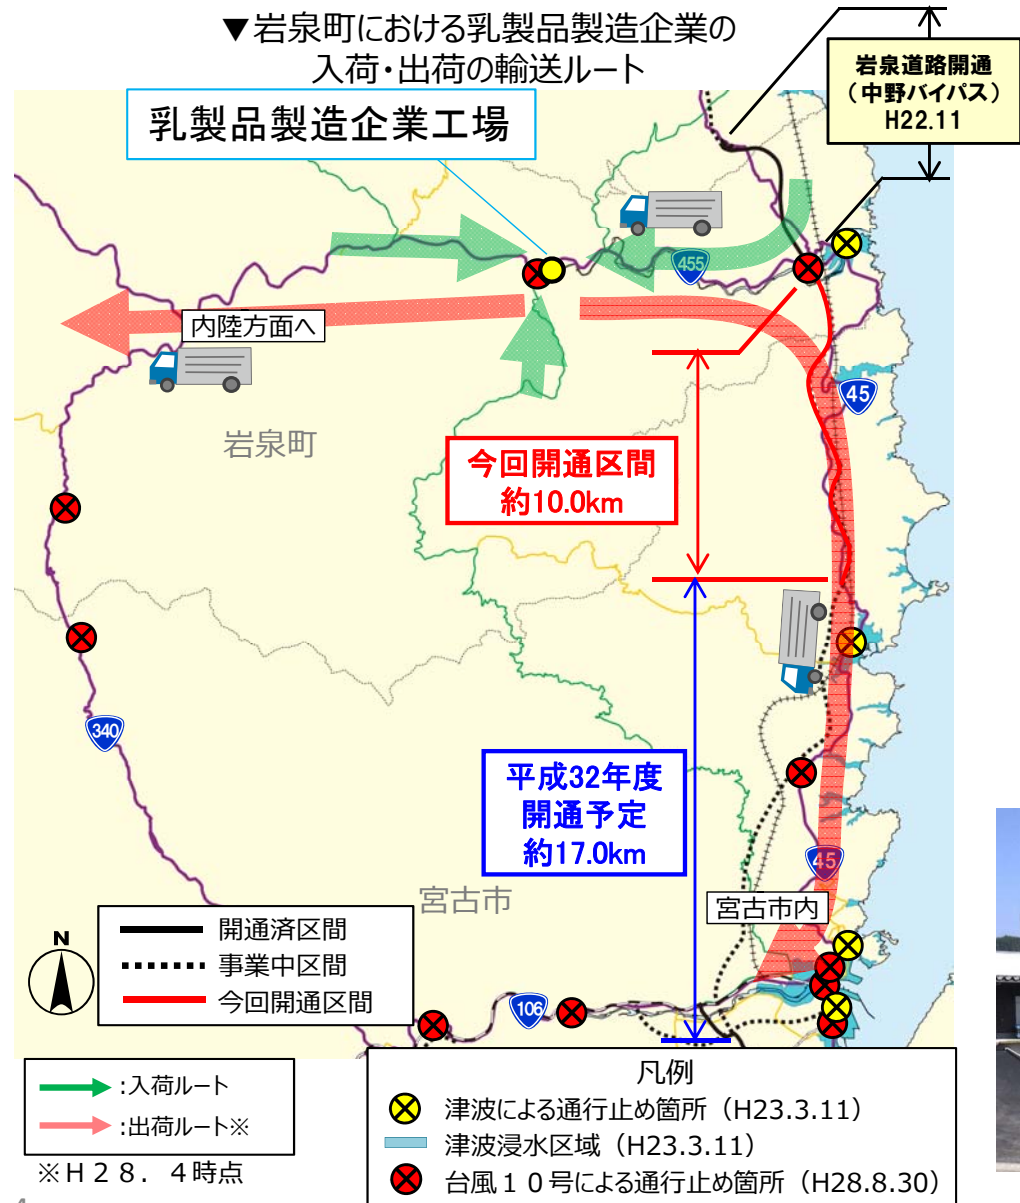 ▼岩泉町における乳製品製造企業の
入荷・出荷の輸送ルート
岩泉道路開通
（中野バイパス）
H22.11
乳製品製造企業工場
455
内陸方面へ
45
岩泉町
今回開通区間
約10.0km
340
平成32年度
開通予定
約17.0km
45
宮古市
宮古市内
N
開通済区間
事業中区間
今回開通区間
106
:入荷ルート
:出荷ルート※
※Ｈ２８．４時点
凡例
津波による通行止め箇所（H23.3.11）
津波浸水区域（H23.3.11）
台風１０号による通行止め箇所（H28.8.30）